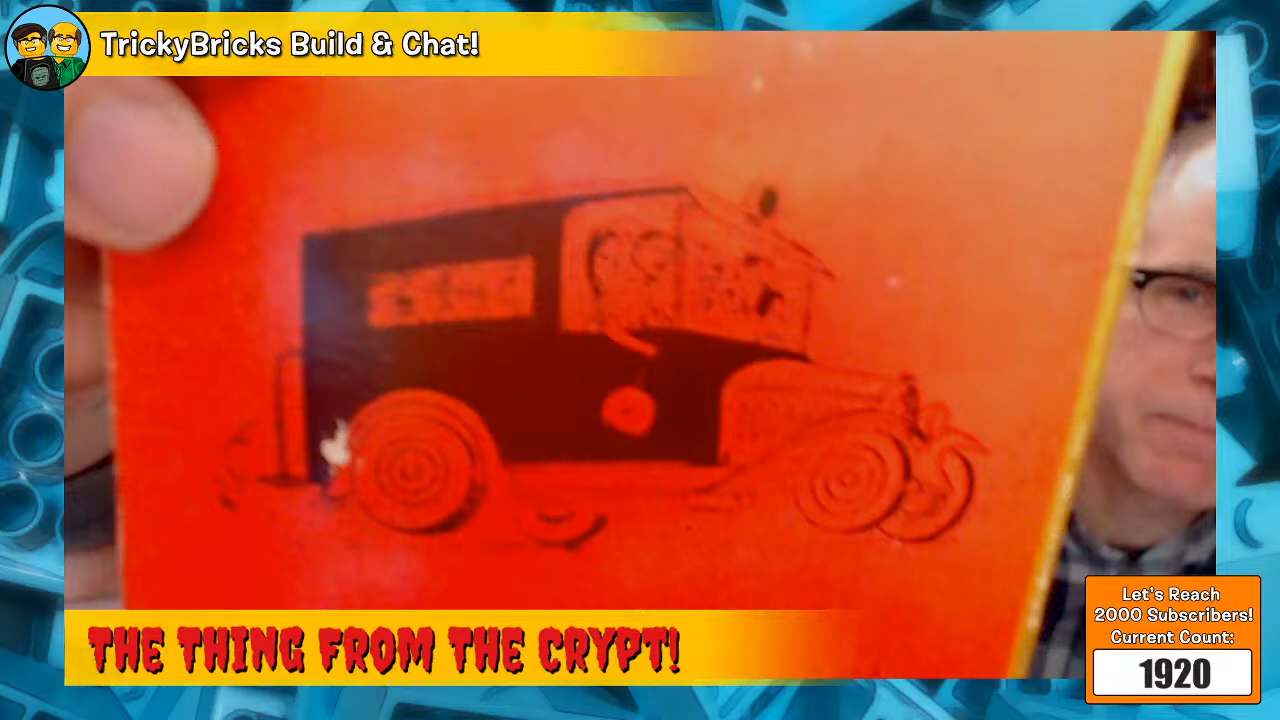 TrickyBricks Build & Chat!
THE THING FROM THE CRYPT!
Let's Reach
2000 Subscribers!
Current Count:
1920